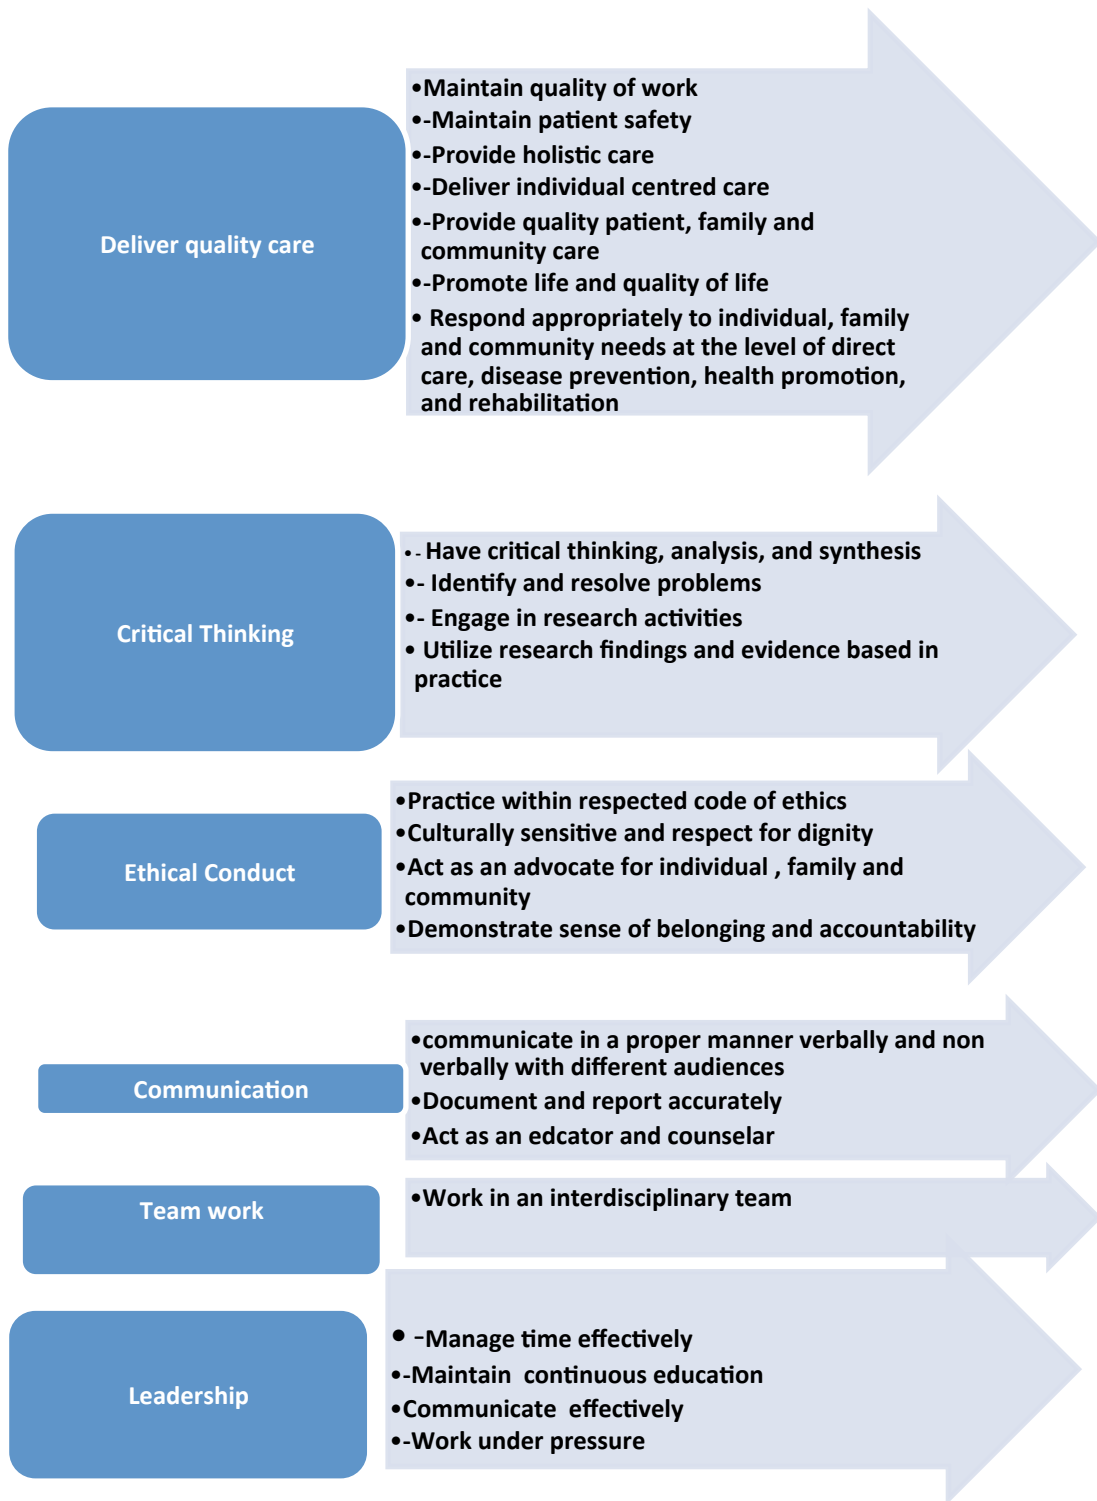 Deliver quality care
•Maintain quality of work
•-Maintain patient safety
•-Provide holistic care
•-Deliver individual centred care
•-Provide quality patient, family and
community care
•-Promote life and quality of life
• Respond appropriately to individual, family
and community needs at the level of direct
care, disease prevention, health promotion,
and rehabilitation
Critical Thinking
• - Have critical thinking, analysis, and synthesis
•- Identify and resolve problems
•- Engage in research activities
• Utilize research findings and evidence based in
practice
Ethical Conduct
•Practice within respected code of ethics
•Culturally sensitive and respect for dignity
•Act as an advocate for individual , family and
community
•Demonstrate sense of belonging and accountability
Communication
•communicate in a proper manner verbally and non
verbally with different audiences
•Document and report accurately
•Act as an edcator and counselar
Team work
•Work in an interdisciplinary team
Leadership
• -Manage time effectively
•-Maintain  continuous education
•Communicate  effectively
•-Work under pressure